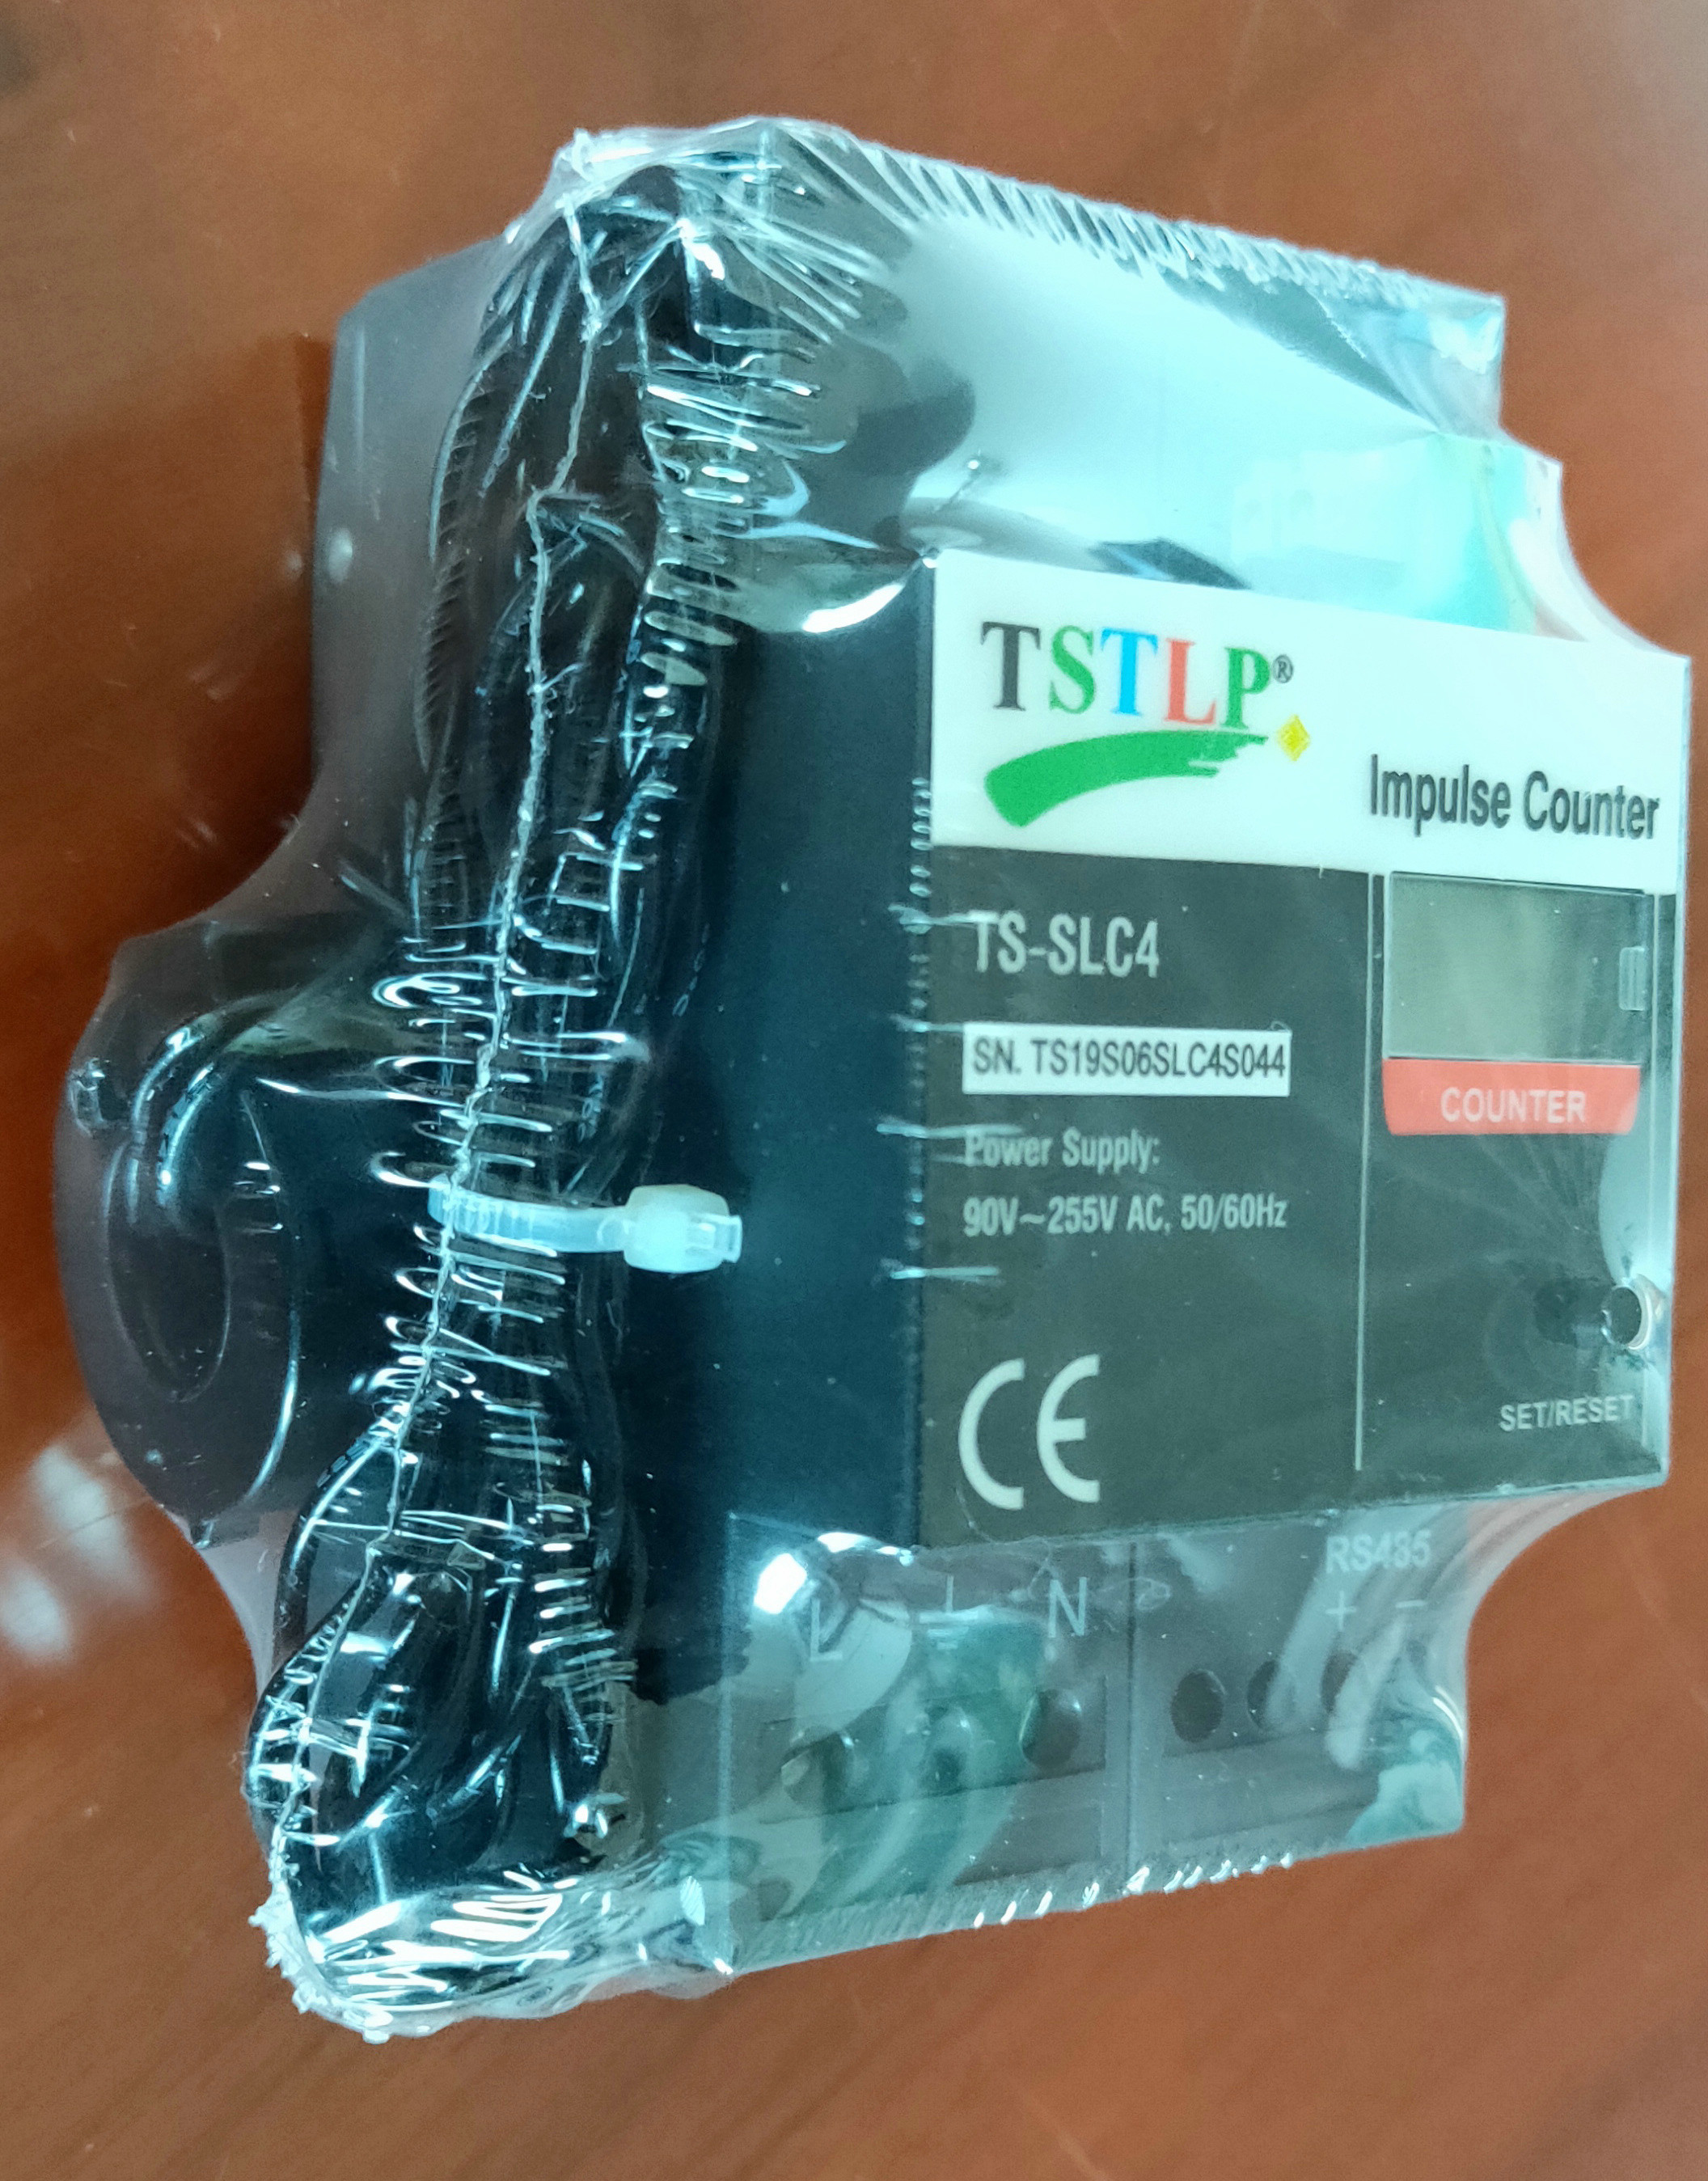 TSTLP®
Impulse Counter
TS-SLC4
SN. TS19S06SLC4S044
COUNTER
Power Supply:
90V~255V AC, 50/60Hz
SET/RESET
CE
RS485
L N + −